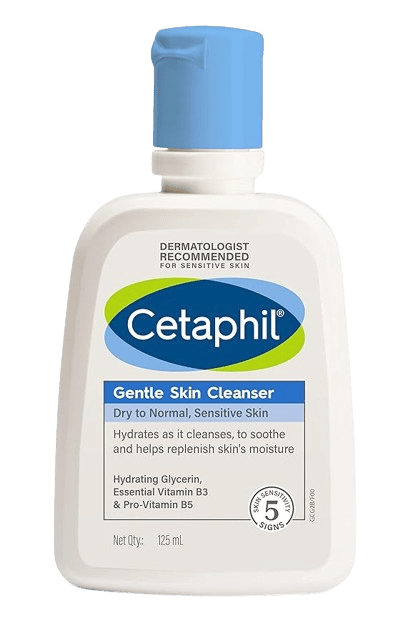 DERMATOLOGIST
RECOMMENDED
FOR SENSITIVE SKIN
Cetaphil®
Gentle Skin Cleanser
Dry to Normal, Sensitive Skin
Hydrates as it cleanses, to soothe
and helps replenish skin's moisture
Hydrating Glycerin,
Essential Vitamin B3
& Pro-Vitamin B5
SKIN SENSITIVITY
5
SIGNS
GCG2B/F00
Net Qty.: 125 ml.